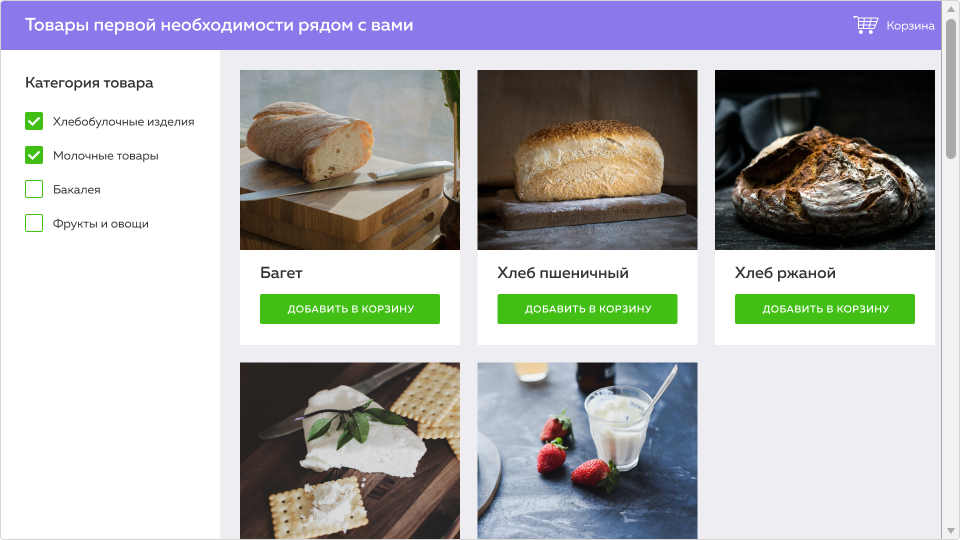 Товары первой необходимости рядом с вами
Корзина
Категория товара
Хлебобулочные изделия
Молочные товары
Бакалея
Фрукты и овощи
Багет
ДОБАВИТЬ В КОРЗИНУ
Хлеб пшеничный
ДОБАВИТЬ В КОРЗИНУ
Хлеб ржаной
ДОБАВИТЬ В КОРЗИНУ